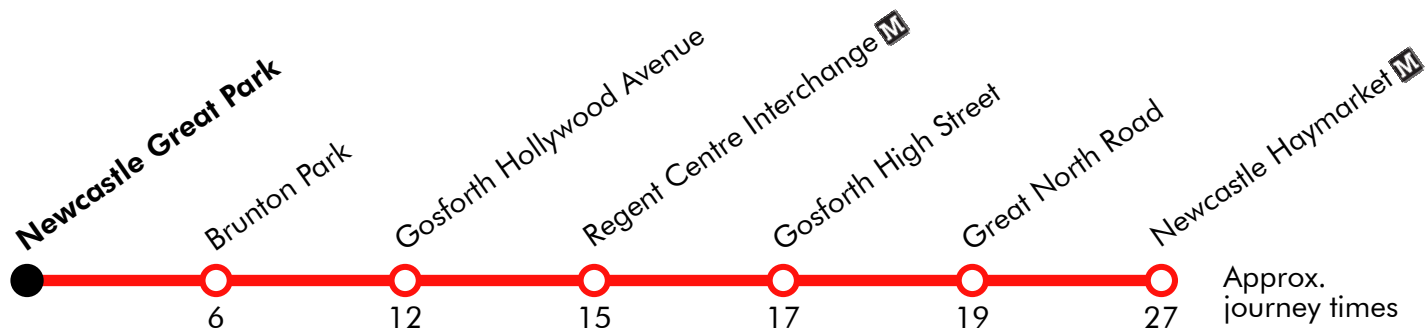 Newcastle Great Park
Brunton Park
Gosforth Hollywood Avenue
Regent Centre Interchange M
Gosforth High Street
Great North Road
Newcastle Haymarket M
6
12
15
17
19
27
Approx.
journey times